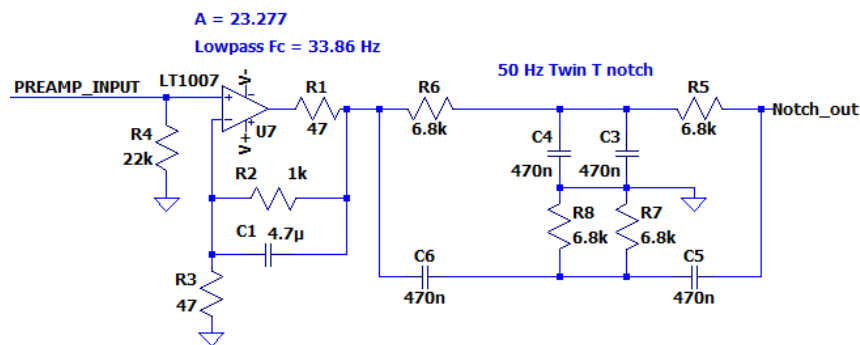 A = 23.277
Lowpass Fc = 33.86 Hz
50 Hz Twin T notch
PREAMP_INPUT
LT1007
V-
+
−
+
−
V+
U7
R1
47
R6
6.8k
R5
6.8k
Notch_out
R4
22k
C4
470n
C3
470n
R2
1k
C1
4.7µ
R8
6.8k
R7
6.8k
R3
47
C6
470n
C5
470n